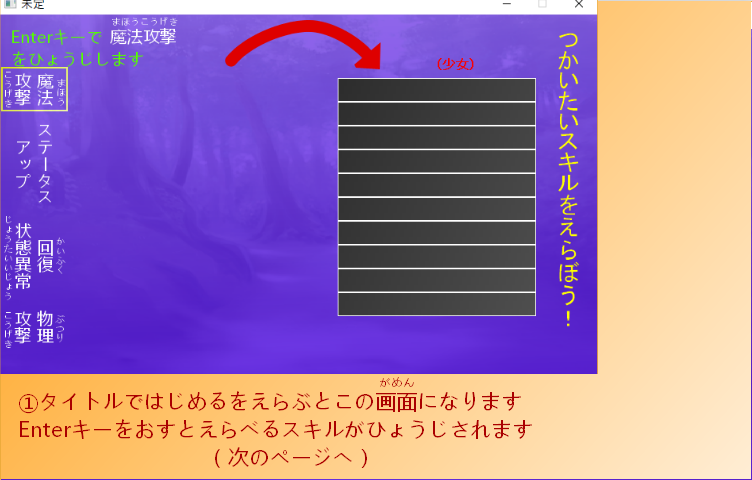 未定
Enterキーで 魔法攻撃
まほうこうげき
をひょうじします
(少女)
つかいたいスキルをえらぼう！
魔法
まほう
攻撃
こうげき
ステータス
アップ
回復
かいふく
状態異常
じょうたいいじょう
物理
ぶつり
攻撃
こうげき
がめん
①タイトルではじめるをえらぶとこの画面になります
Enterキーをおすとえらべるスキルがひょうじされます
( 次のページへ )